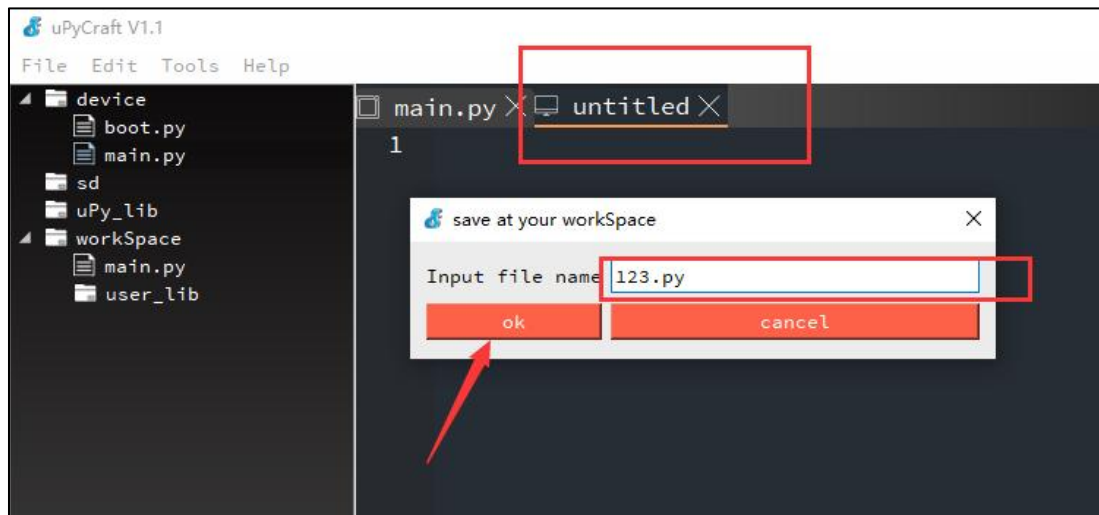 uPyCraft V1.1
File Edit Tools Help
device
boot.py
main.py
sd
uPy_lib
workSpace
main.py
user_lib
main.py untitled
1
save at your workSpace
Input file name 123.py
ok cancel